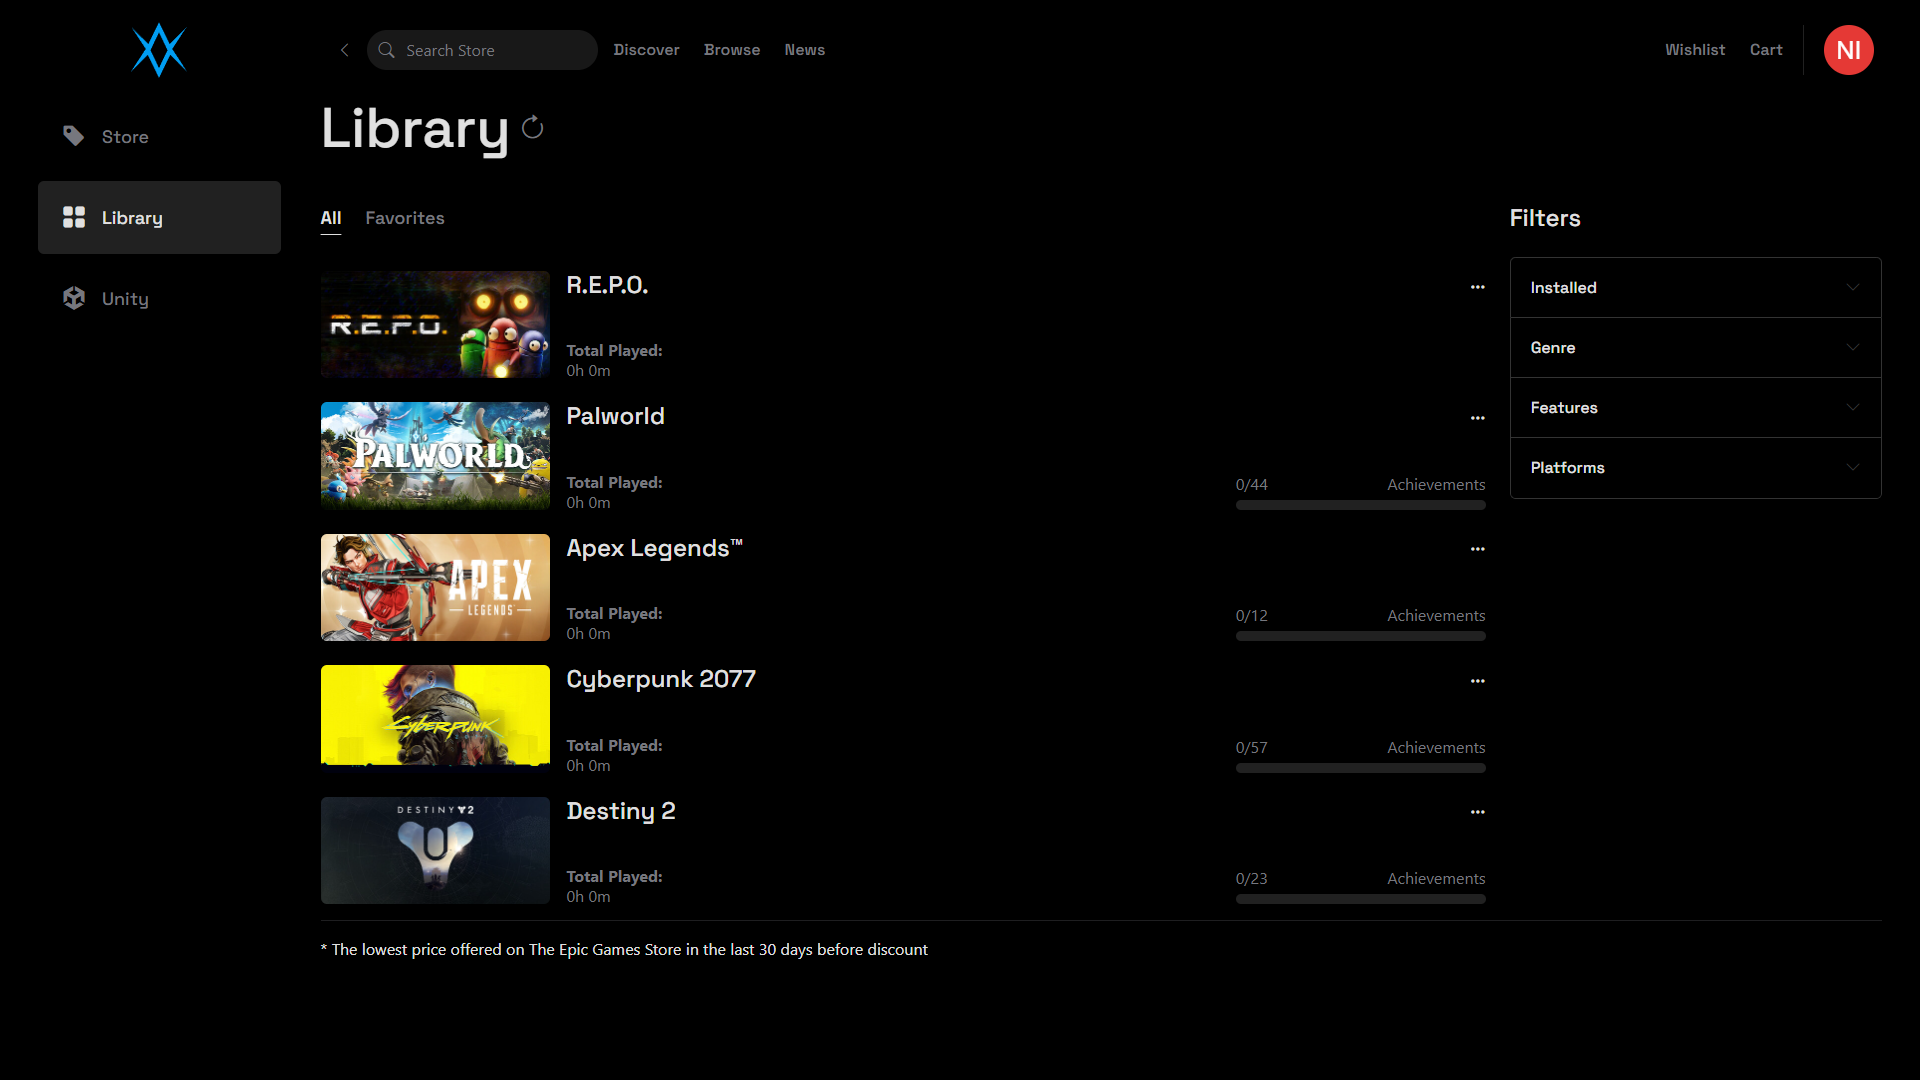 Search Store
Discover
Browse
News
Wishlist
Cart
NI
Store
Library
Unity
Library
All
Favorites
R.E.P.O.
R.E.P.O.
Total Played:
0h 0m
PALWORLD
Palworld
Total Played:
0h 0m
0/44
Achievements
APEX
LEGENDS
Apex Legends™
Total Played:
0h 0m
0/12
Achievements
Cyberpunk
Cyberpunk 2077
Total Played:
0h 0m
0/57
Achievements
DESTINY 2
Destiny 2
Total Played:
0h 0m
0/23
Achievements
Filters
Installed
Genre
Features
Platforms
* The lowest price offered on The Epic Games Store in the last 30 days before discount